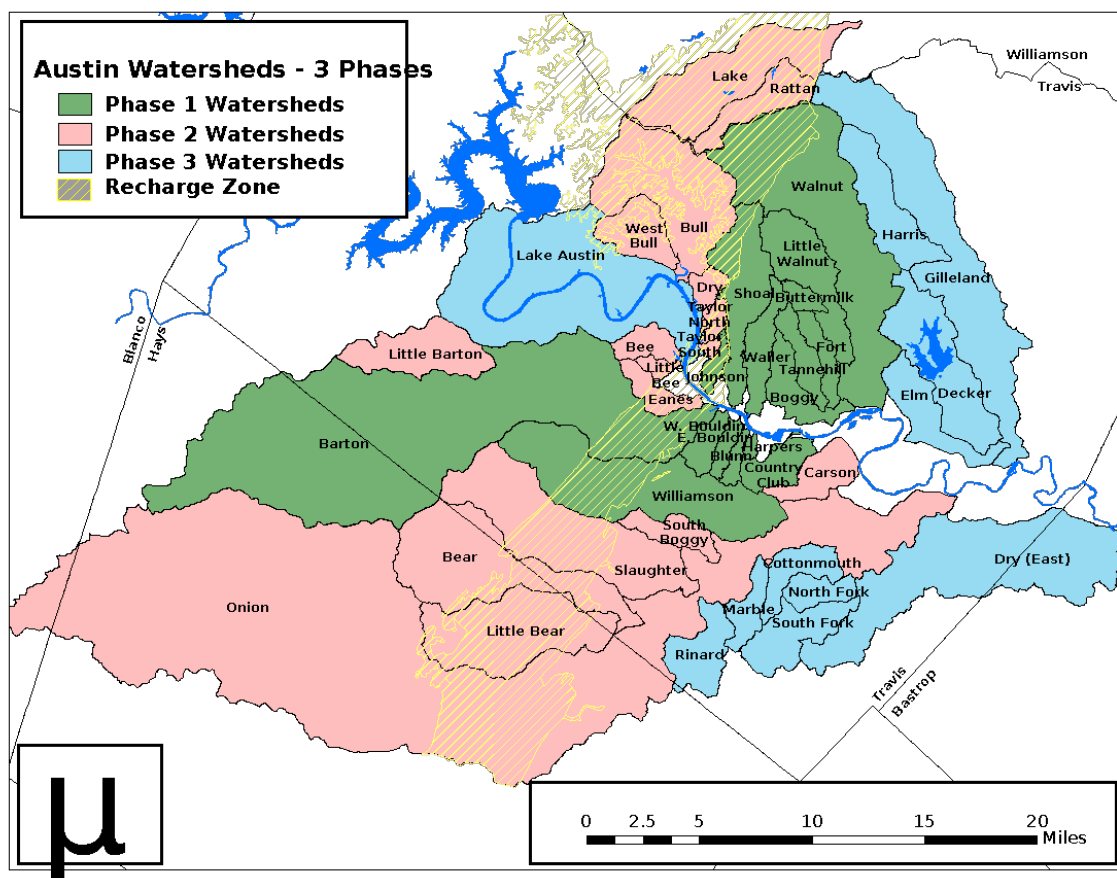 Austin Watersheds - 3 Phases
Phase 1 Watersheds
Phase 2 Watersheds
Phase 3 Watersheds
Recharge Zone
Williamson
Travis
Lake
Rattan
Walnut
West
Bull
Bull
Harris
Little
Walnut
Lake Austin
Gilleland
Dry
Shoal
Buttermilk
Taylor
North
Blanco
Hays
Taylor
South
Bee
Little Barton
Waller
Fort
Little
Bee
Johnson
Tannehill
Eanes
Boggy
Elm
Decker
W. Bouldin
E. Bouldin
Blunn
Harpers
Barton
Country
Club
Carson
Williamson
South
Boggy
Bear
Slaughter
Cottonmouth
Dry (East)
North Fork
Onion
Marble
South Fork
Little Bear
Rinard
Travis
Bastrop
μ
0 2.5 5 10 15 20
Miles